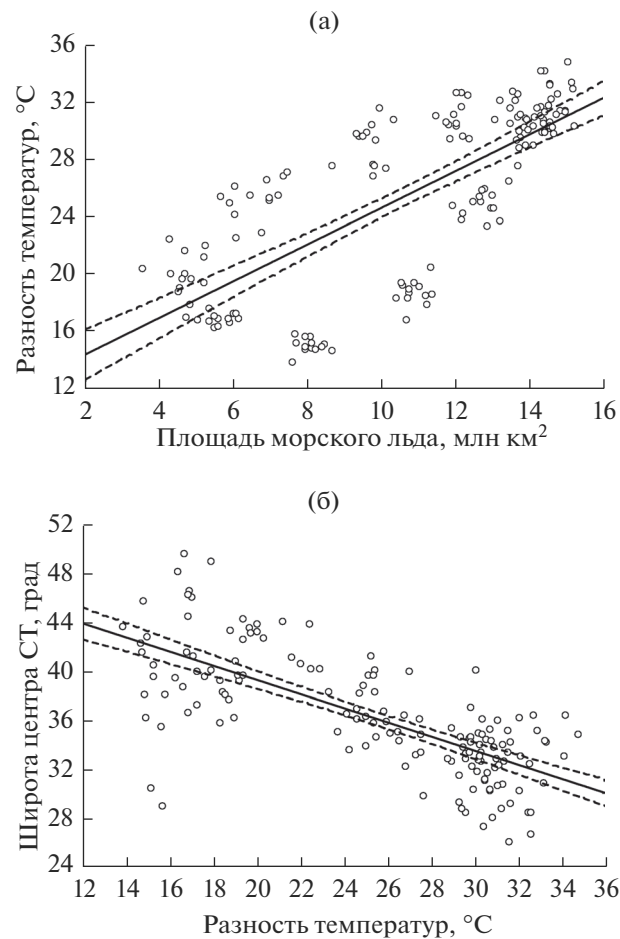 (а)
36
32
28
24
20
16
12
Разность температур, °C
2 4 6 8 10 12 14 16
Площадь морского льда, млн км²
(б)
52
48
44
40
36
32
28
24
Широта центра СТ, град
12 14 16 18 20 22 24 26 28 30 32 34 36
Разность температур, °C